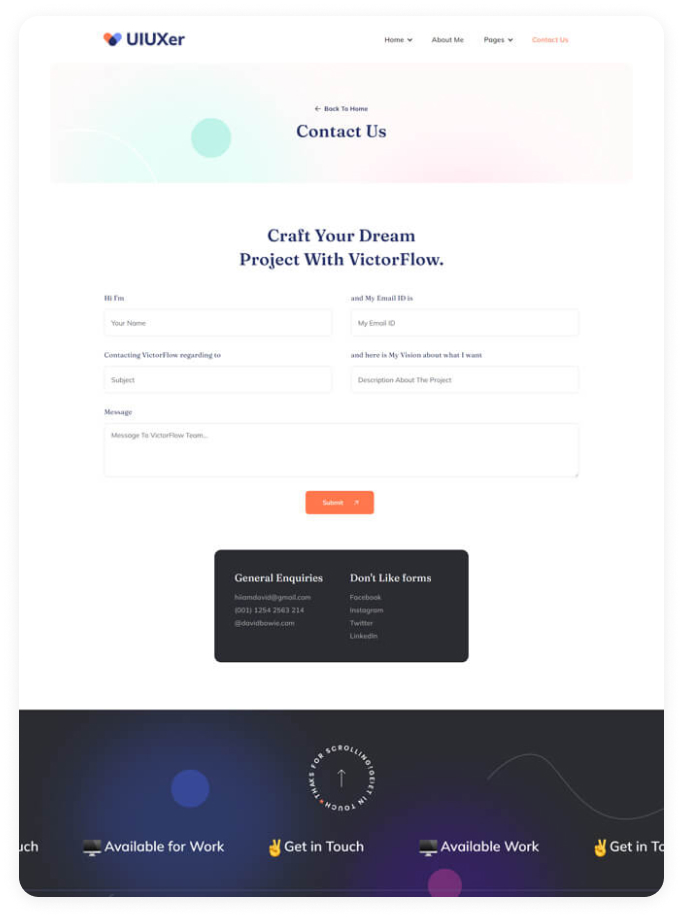 UIUXer
Home About Me Pages Contact Us
← Back To Home
Contact Us
Craft Your Dream
Project With VictorFlow.
Hi I'm and My Email ID is
Your Name My Email ID
Contacting VictorFlow regarding to and here is My Vision about what I want
Subject Description About The Project
Message
Message To VictorFlow Team...
Submit
General Enquiries Don't Like forms
hiiamdavid@gmail.com Facebook
(001) 1254 2563 214 Instagram
@davidbowie.com Twitter
LinkedIn
THAKS FOR SCROLLING!
GET IN TOUCH
uch 🖥️ Available for Work ✌️ Get in Touch 🖥️ Available Work ✌️ Get in To